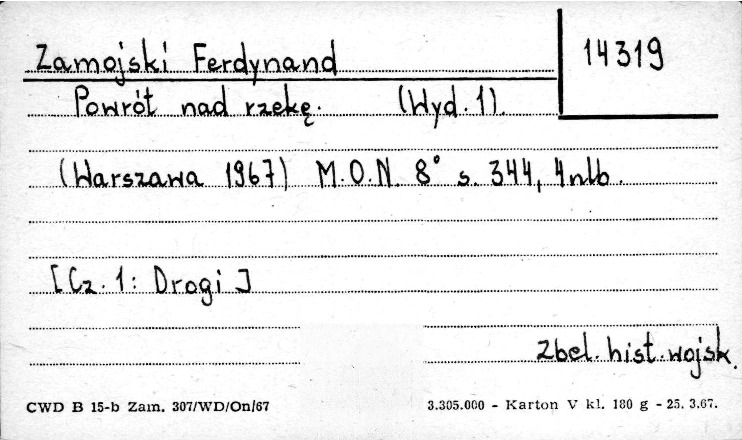 Zamojski Ferdynand
14319
Powrót nad rzekę. (Wyd. 1).
(Warszawa 1967) M.O.N. 8° s. 344, 4nlb.
[Cz. 1: Drogi]
Zbel. hist. wojsk.
CWD B 15-b Zam. 307/WD/On/67
3.305.000 - Karton V kl. 180 g - 25. 3.67.